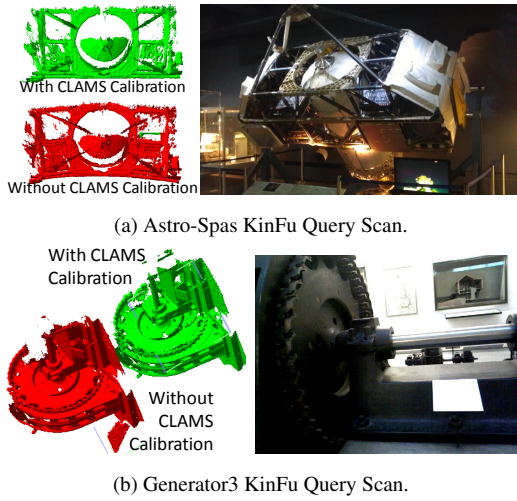 With CLAMS Calibration
Without CLAMS Calibration
(a) Astro-Spas KinFu Query Scan.
With CLAMS
Calibration
Without
CLAMS
Calibration
(b) Generator3 KinFu Query Scan.